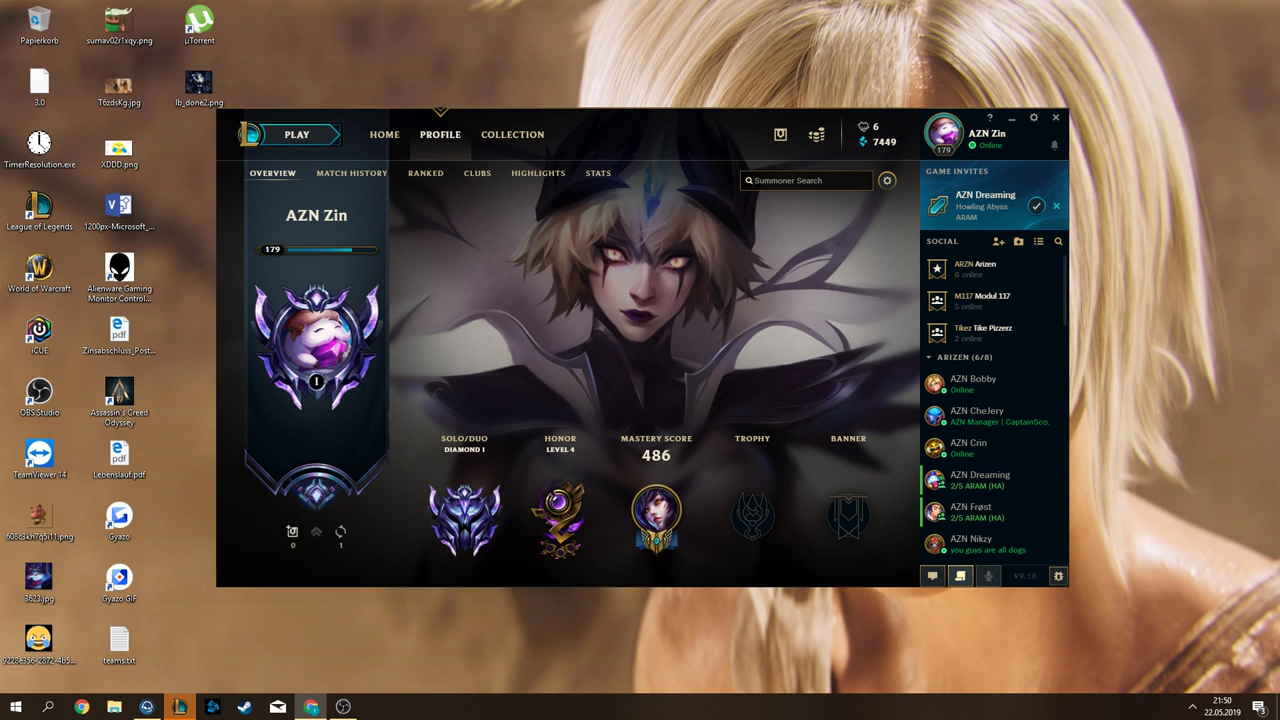 Papierkorb
sumav02r1xqy.png
µTorrent
3.0
T6zdsKg.jpg
lb_done2.png
TimerResolution.exe
XDDD.png
League of Legends
1200px-Microsoft_...
World of Warcraft
Alienware Gaming
Monitor Control...
iCUE
Zinsabschluss_Post...
OBS Studio
Assassin's Creed
Odyssey
TeamViewer 14
Lebenslauf.pdf
608c3kh7q5i11.png
Gyazo
3623.jpg
Gyazo GIF
9228e356-2872-4b5...
teams.txt
PLAY
HOME
PROFILE
COLLECTION
6
7449
OVERVIEW
MATCH HISTORY
RANKED
CLUBS
HIGHLIGHTS
STATS
Summoner Search
AZN Zin
179
I
0
1
SOLO/DUO
DIAMOND I
HONOR
LEVEL 4
MASTERY SCORE
486
TROPHY
BANNER
?
AZN Zin
Online
179
GAME INVITES
AZN Dreaming
Howling Abyss
ARAM
SOCIAL
ARZN Arizen
6 online
M117 Modul 117
5 online
Tikez Tike Pizzerz
2 online
ARIZEN (6/8)
AZN Bobby
Online
AZN CheJery
AZN Manager | CaptainSco.
AZN Crin
Online
AZN Dreaming
2/5 ARAM (HA)
AZN Frøst
2/5 ARAM (HA)
AZN Nikzy
you guys are all dogs
V9.10
21:50
22.05.2019
3